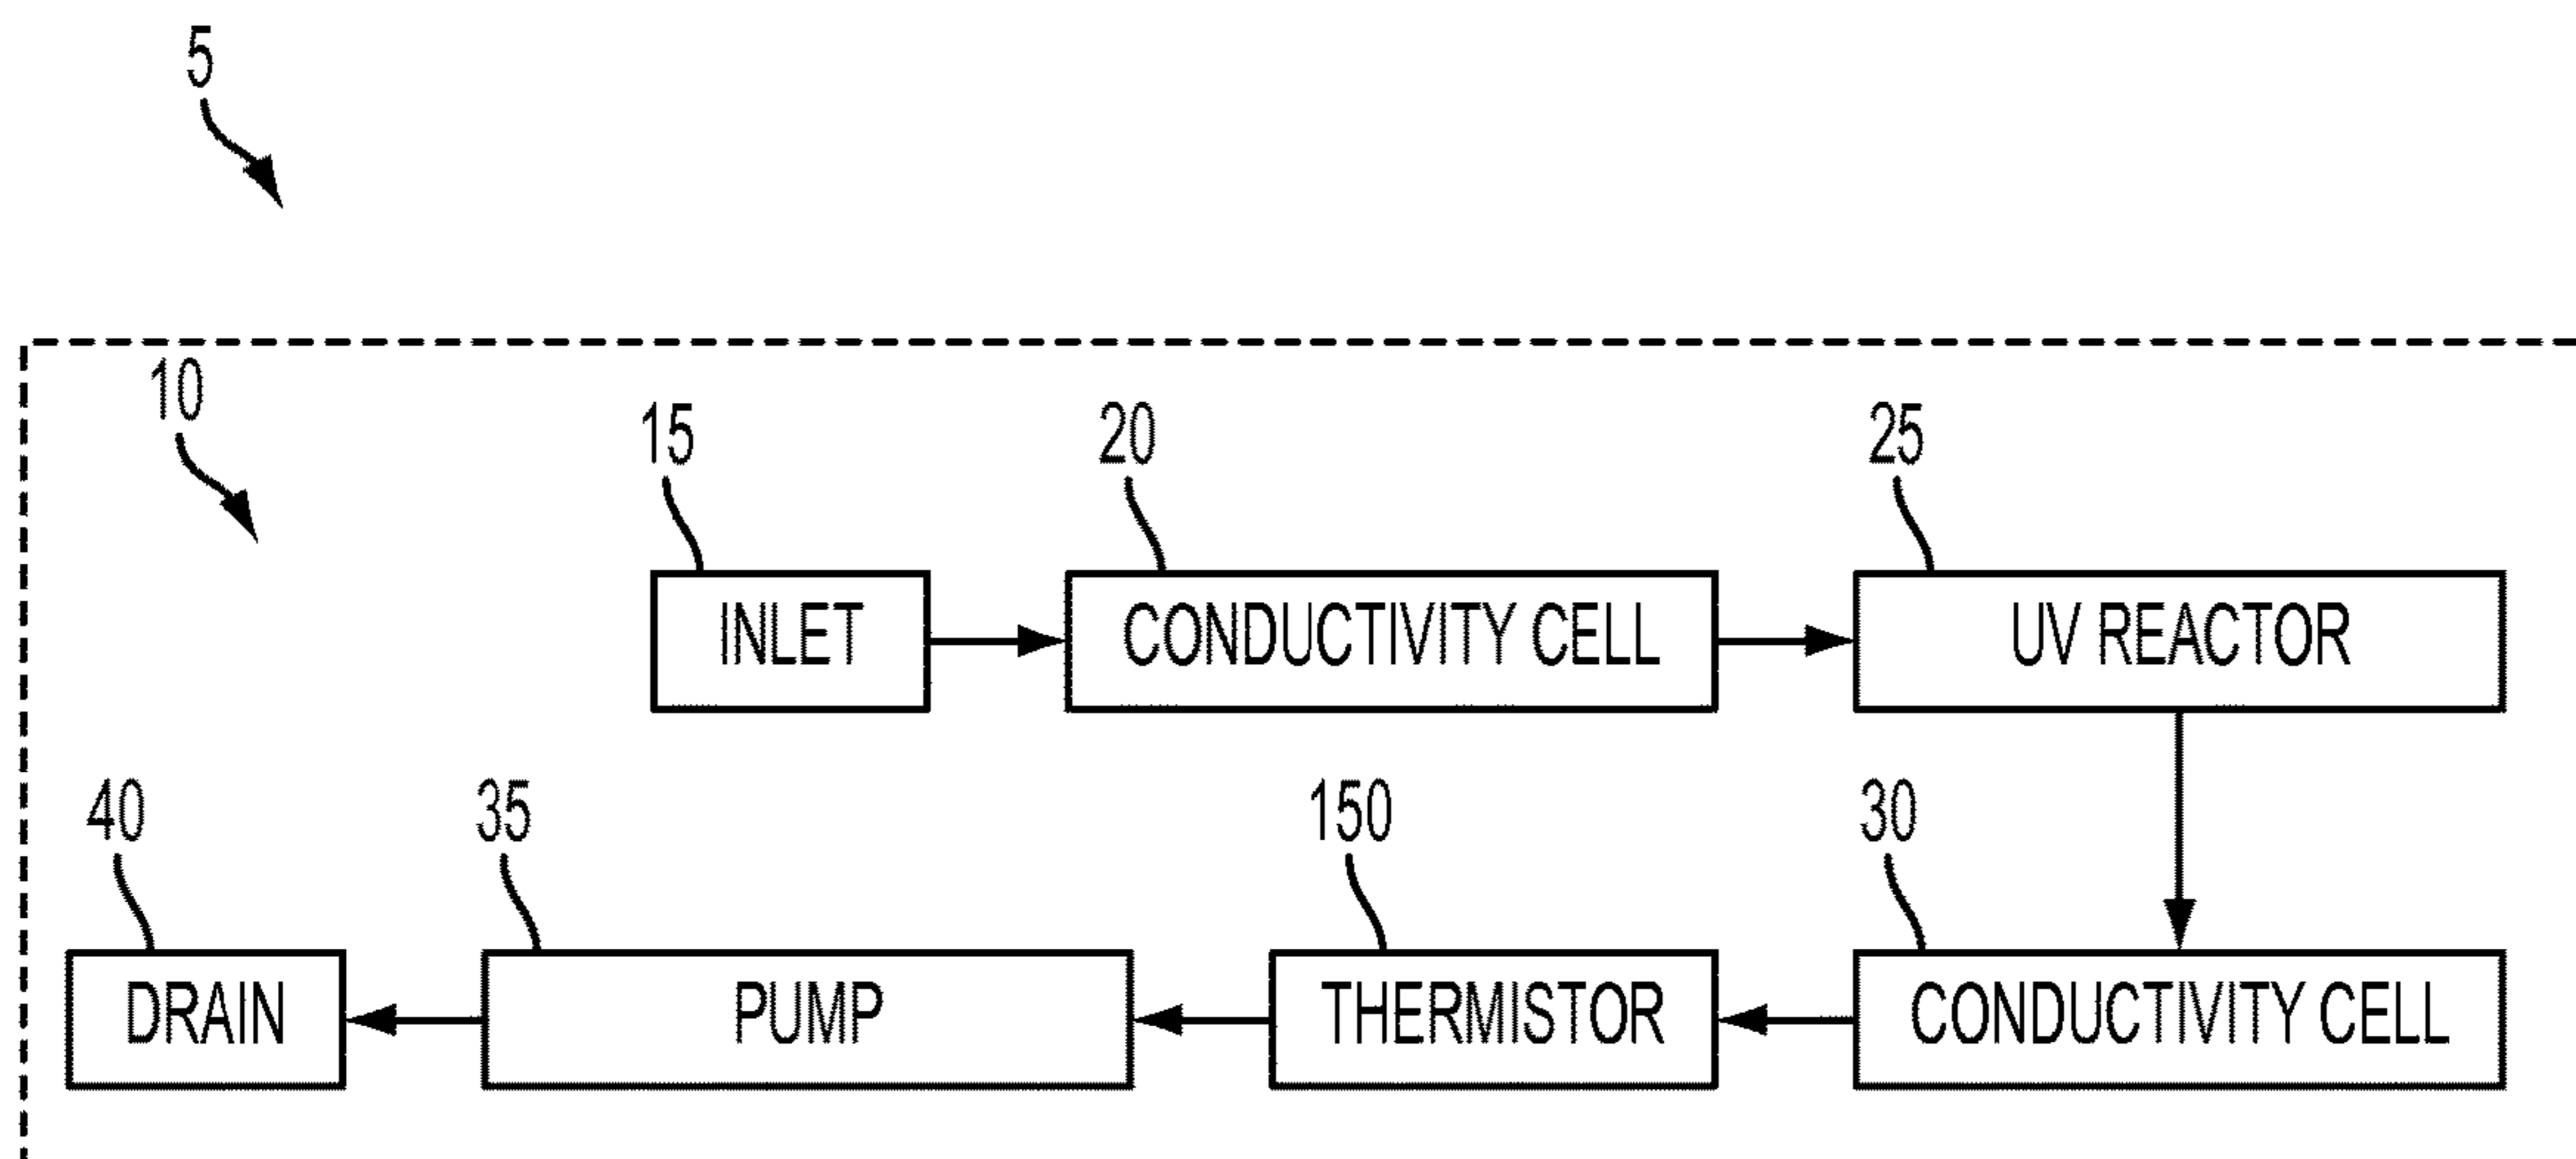 5
10
15 20 25
INLET CONDUCTIVITY CELL UV REACTOR
40 35 150 30
DRAIN PUMP THERMISTOR CONDUCTIVITY CELL